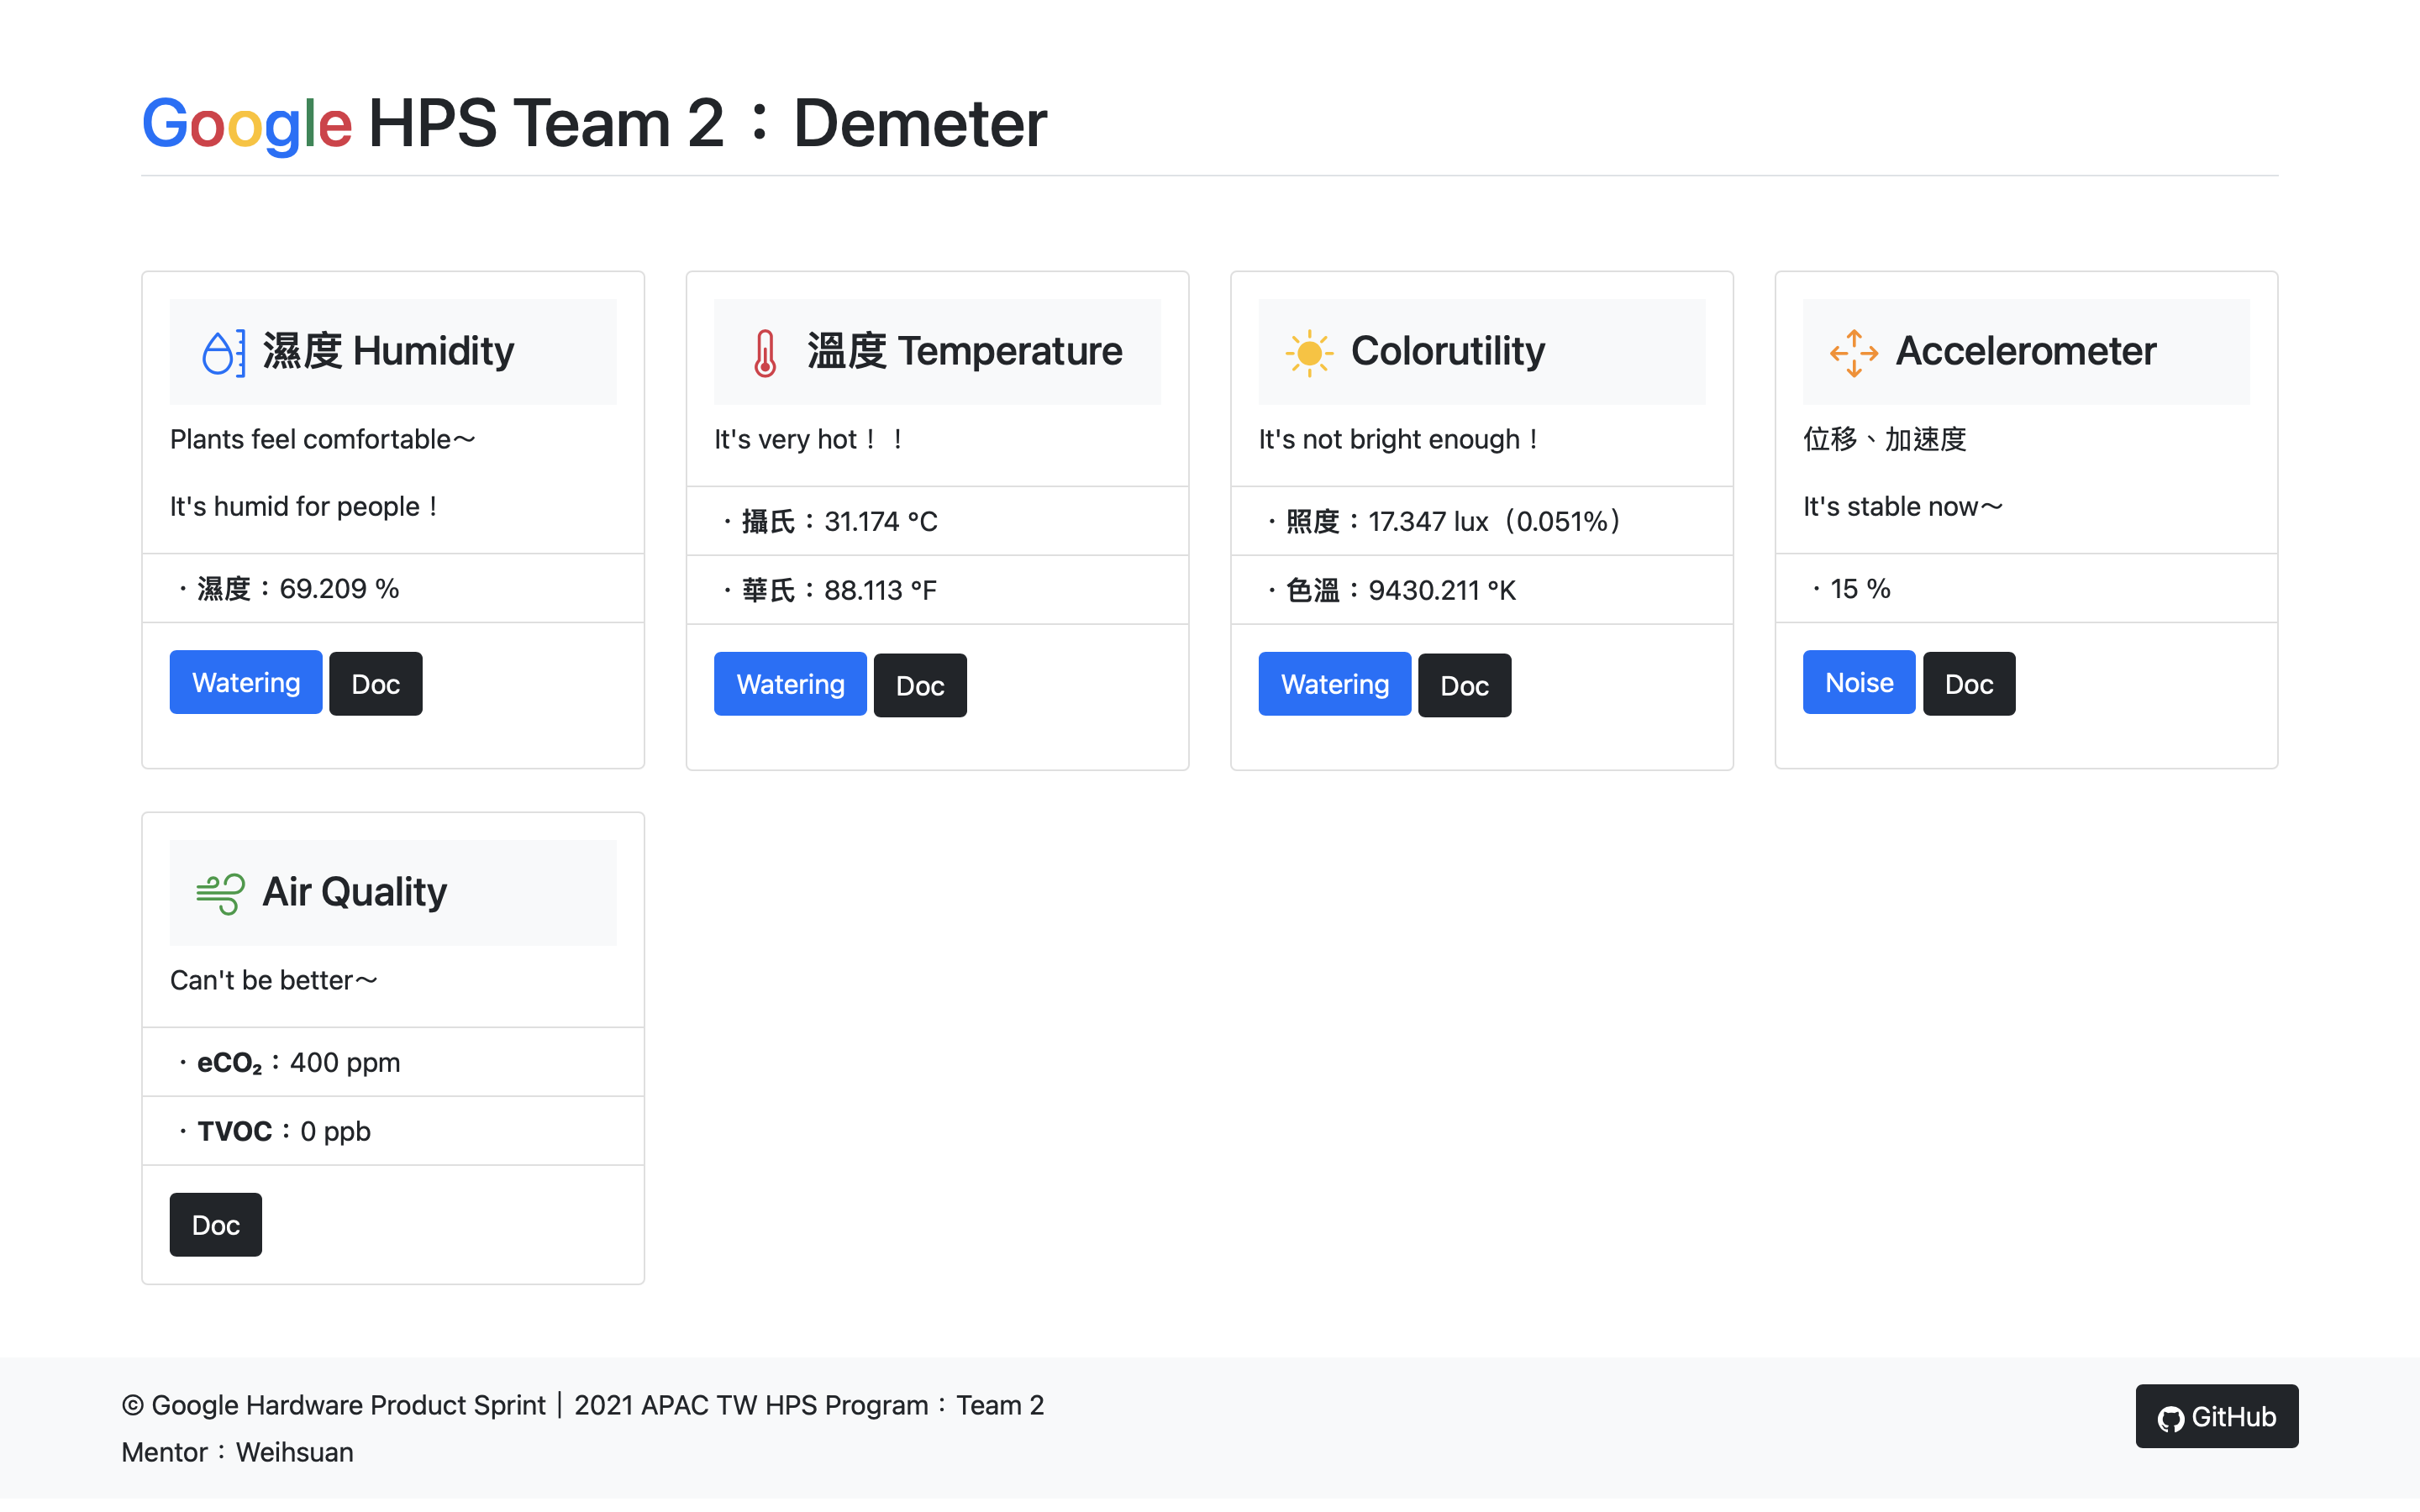 Google HPS Team 2：Demeter
濕度 Humidity
Plants feel comfortable～
It's humid for people！
・濕度：69.209 %
Watering Doc
溫度 Temperature
It's very hot！！
・攝氏：31.174 °C
・華氏：88.113 °F
Watering Doc
Colorutility
It's not bright enough！
・照度：17.347 lux（0.051%）
・色溫：9430.211 °K
Watering Doc
Accelerometer
位移、加速度
It's stable now～
・15 %
Noise Doc
Air Quality
Can't be better～
・eCO₂：400 ppm
・TVOC：0 ppb
Doc
© Google Hardware Product Sprint｜2021 APAC TW HPS Program：Team 2
Mentor：Weihsuan
GitHub